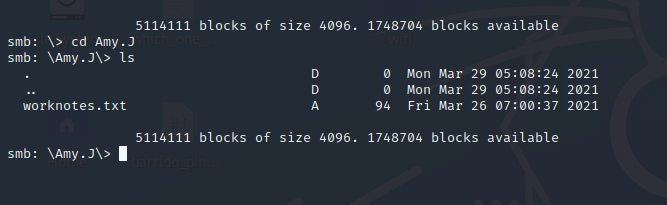 5114111 blocks of size 4096. 1748704 blocks available
smb: \> cd Amy.J
smb: \Amy.J\> ls
. D 0 Mon Mar 29 05:08:24 2021
.. D 0 Mon Mar 29 05:08:24 2021
worknotes.txt A 94 Fri Mar 26 07:00:37 2021
5114111 blocks of size 4096. 1748704 blocks available
smb: \Amy.J\>